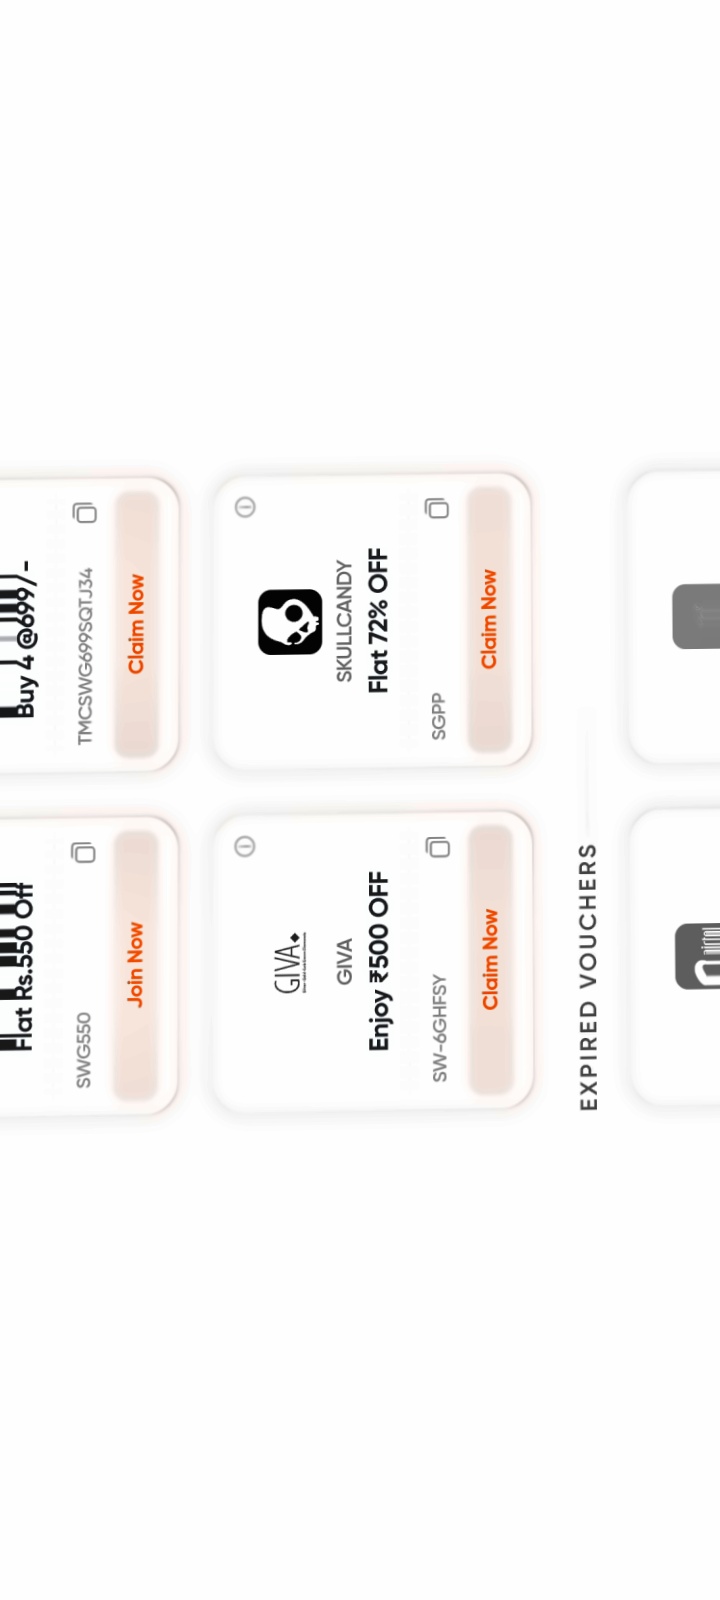 Flat Rs.550 Off
SWG550
Join Now
Buy 4 @699/-
TMCSWG699SQTJ34
Claim Now
GIVA
GIVA
Enjoy ₹500 OFF
SW-6GHFSY
Claim Now
SKULLCANDY
Flat 72% OFF
SGPP
Claim Now
EXPIRED VOUCHERS
airtel